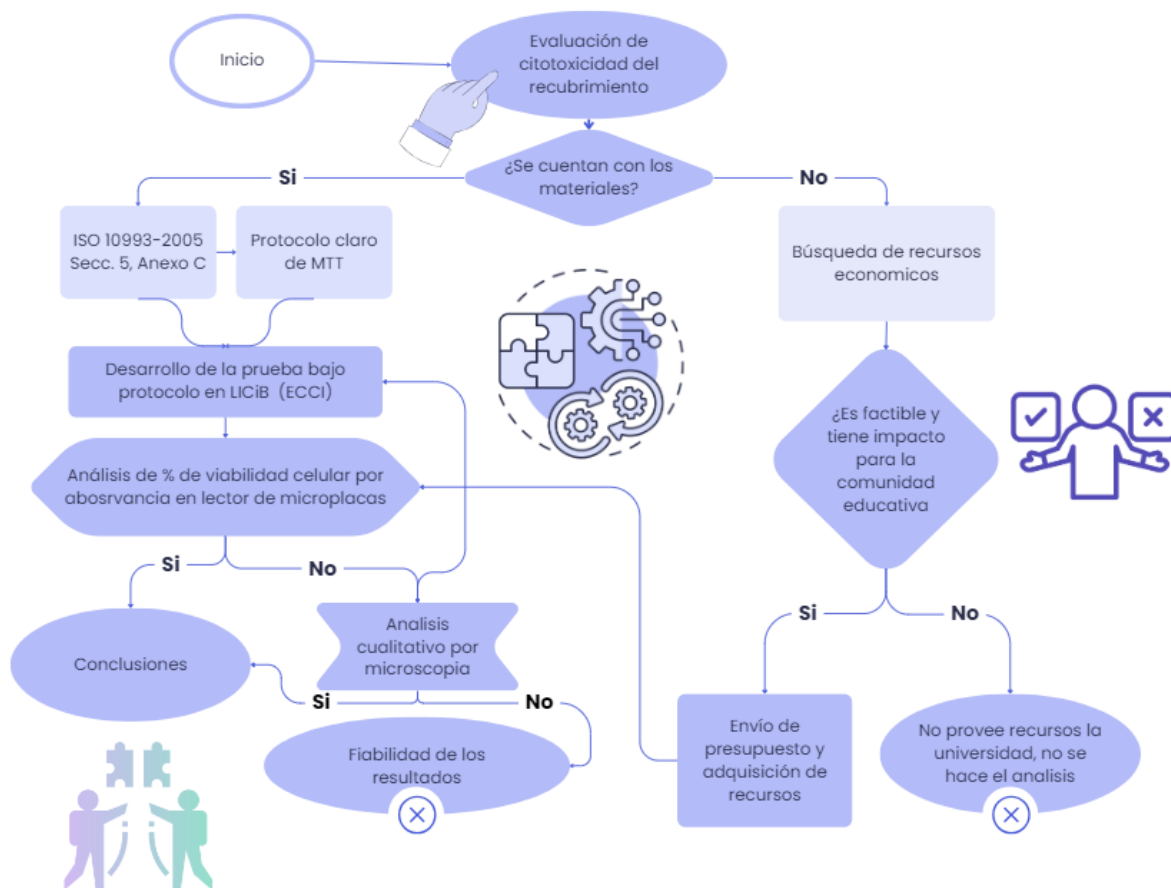 Inicio
Evaluación de
citotoxicidad del
recubrimiento
¿Se cuentan con los
materiales?
Si
No
ISO 10993-2005
Secc. 5, Anexo C
Protocolo claro
de MTT
Búsqueda de recursos
economicos
Desarrollo de la prueba bajo
protocolo en LICiB (ECCI)
¿Es factible y
tiene impacto
para la
comunidad
educativa
Análisis de % de viabilidad celular por
abosrvancia en lector de microplacas
Si
No
Si
No
Analisis
cualitativo por
microscopia
Conclusiones
Si
No
Fiabilidad de los
resultados
Envío de
presupuesto y
adquisición de
recursos
No provee recursos la
universidad, no se
hace el analisis